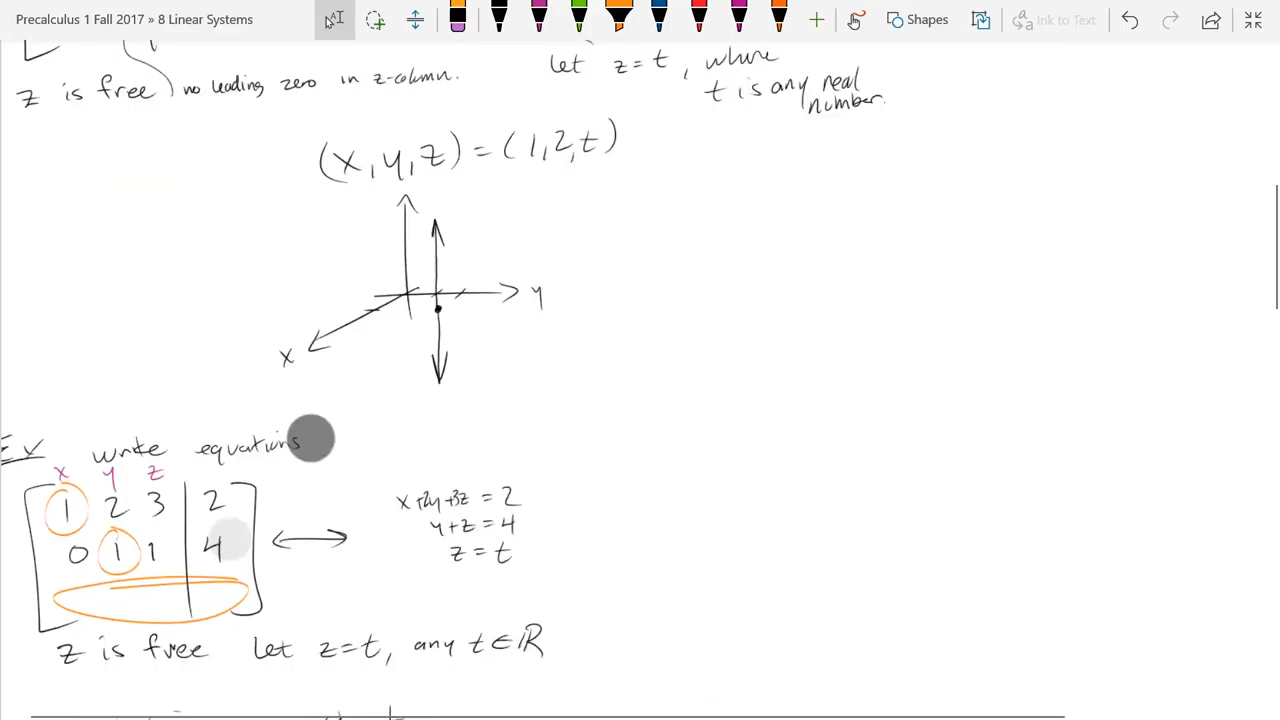 Precalculus 1 Fall 2017 » 8 Linear Systems
Shapes
Ink to Text
z is free no leading zero in z-column.
Let z = t, where
t is any real
number.
(x, y, z) = (1, 2, t)
y
x
EX write equations
x y z
1 2 3 | 2
0 1 1 | 4
x+2y+3z = 2
y+z = 4
z = t
z is free Let z=t, any t∈ℝ